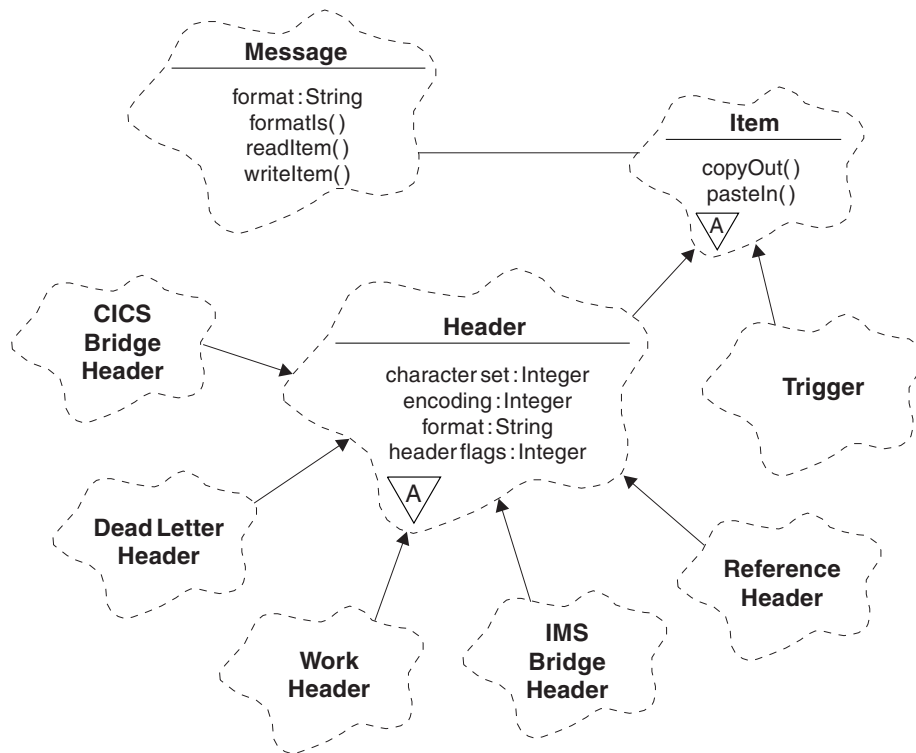 Message
format : String
formatIs( )
readItem( )
writeItem( )
Item
copyOut( )
pasteIn( )
A
CICS
Bridge
Header
Header
character set : Integer
encoding : Integer
format : String
header flags : Integer
A
Trigger
Dead Letter
Header
Reference
Header
Work
Header
IMS
Bridge
Header